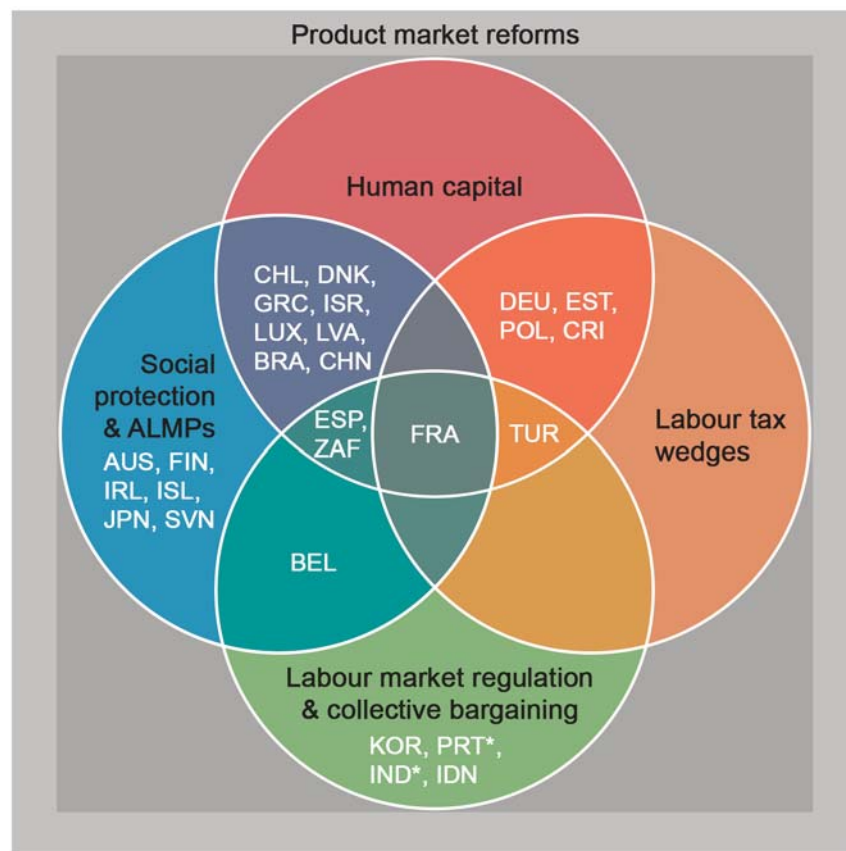 Product market reforms
Human capital
CHL, DNK,
GRC, ISR,
LUX, LVA,
BRA, CHN
DEU, EST,
POL, CRI
Social
protection
& ALMPs
AUS, FIN,
IRL, ISL,
JPN, SVN
ESP,
ZAF
FRA
TUR
Labour tax
wedges
BEL
Labour market regulation
& collective bargaining
KOR, PRT*,
IND*, IDN